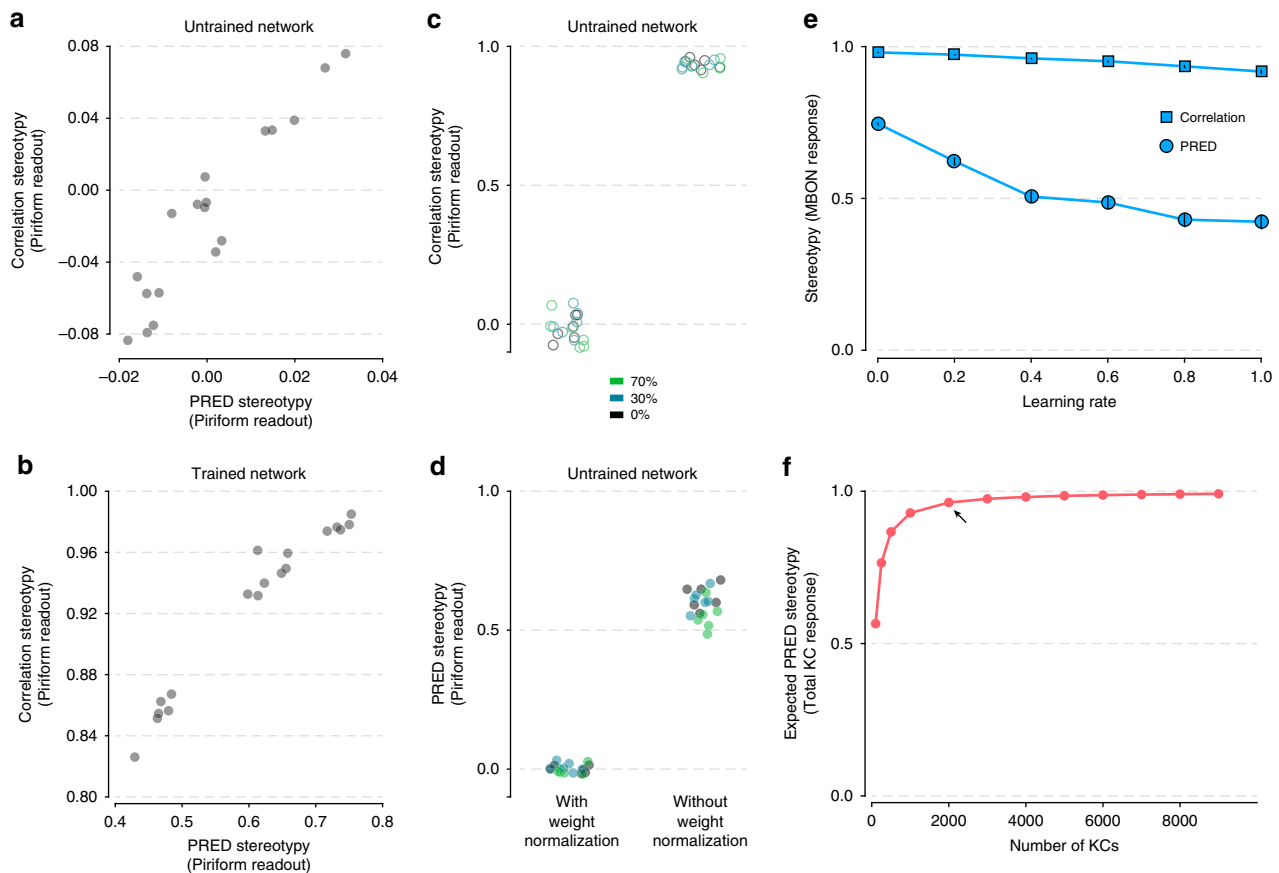 a
Untrained network
Correlation stereotypy
(Piriform readout)
0.08
0.04
0.00
−0.04
−0.08
−0.02
0.00
0.02
0.04
PRED stereotypy
(Piriform readout)
b
Trained network
Correlation stereotypy
(Piriform readout)
1.00
0.96
0.92
0.88
0.84
0.80
0.4
0.5
0.6
0.7
0.8
PRED stereotypy
(Piriform readout)
c
Untrained network
Correlation stereotypy
(Piriform readout)
1.0
0.5
0.0
70%
30%
0%
d
Untrained network
PRED stereotypy
(Piriform readout)
1.0
0.5
0.0
With
weight
normalization
Without
weight
normalization
e
Stereotypy (MBON response)
1.0
0.5
0.0
Correlation
PRED
0.0
0.2
0.4
0.6
0.8
1.0
Learning rate
f
Expected PRED stereotypy
(Total KC response)
1.0
0.5
0.0
0
2000
4000
6000
8000
Number of KCs